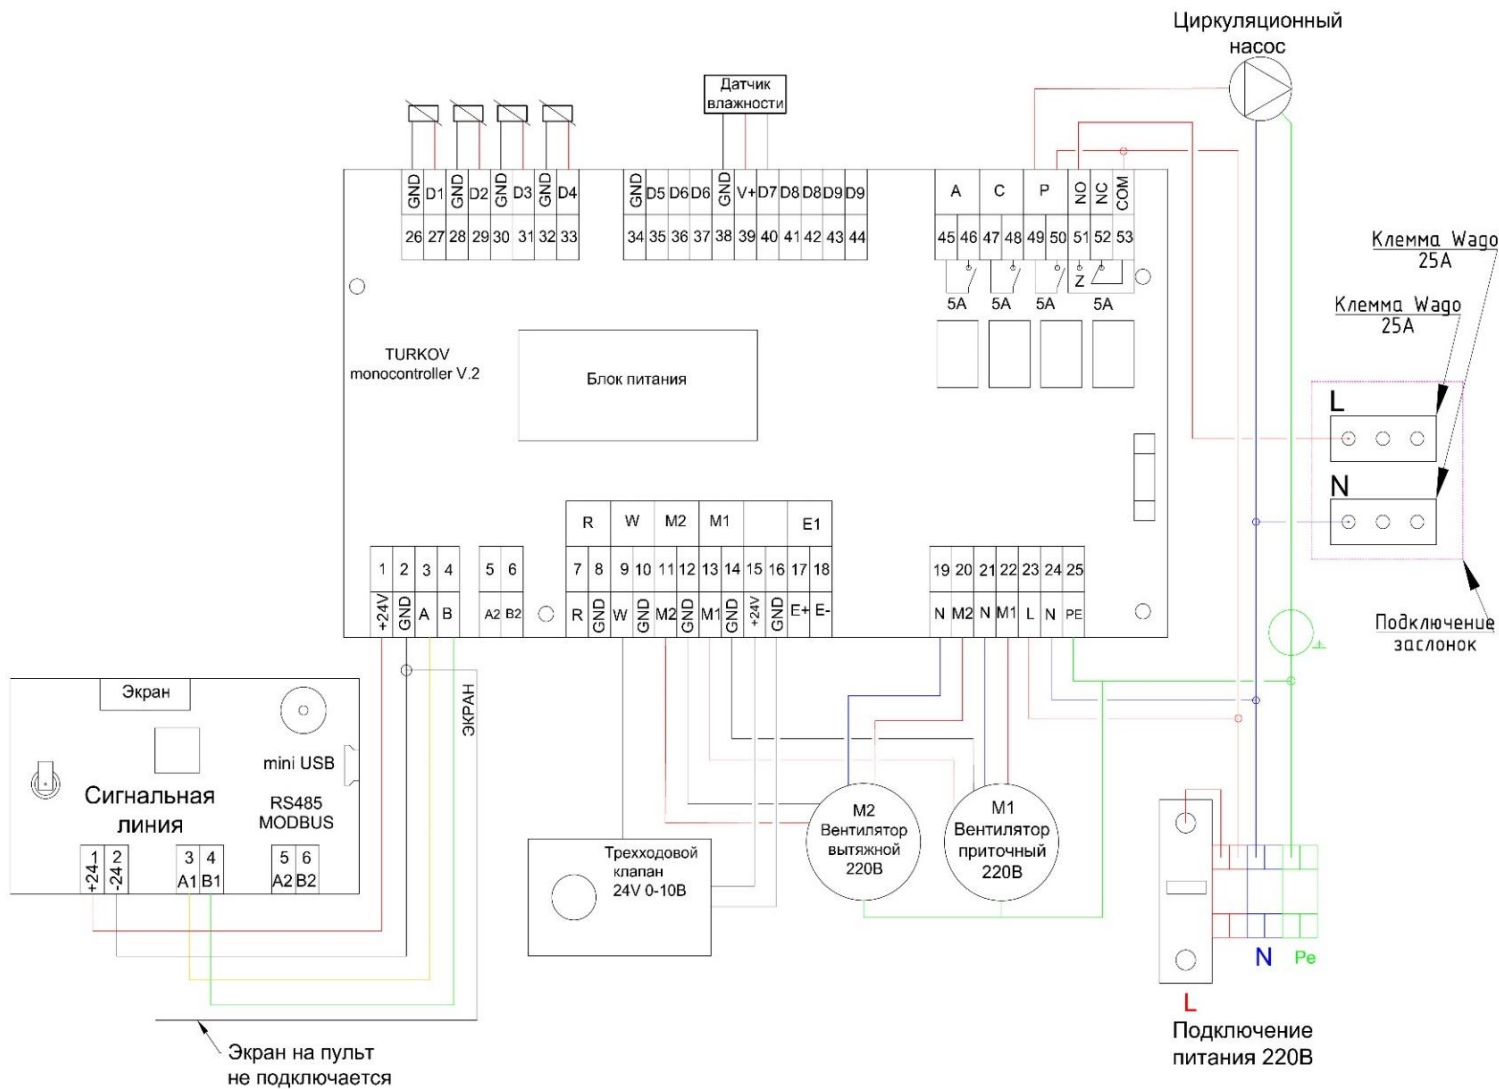 Циркуляционный
насос
Датчик
влажности
GND D1 GND D2 GND D3 GND D4
26 27 28 29 30 31 32 33
GND D5 D6 D6 GND V+ D7 D8 D8 D9 D9
34 35 36 37 38 39 40 41 42 43 44
A C P NO NC COM
45 46 47 48 49 50 51 52 53
Z
5A 5A 5A 5A
Клемма Wago
25A
Клемма Wago
25A
TURKOV
monocontroller V.2
Блок питания
L
N
Подключение
заслонок
R W M2 M1 E1
1 2 3 4 5 6 7 8 9 10 11 12 13 14 15 16 17 18
+24V GND A B A2 B2 R GND W GND M2 GND M1 GND +24V GND E+ E-
19 20 21 22 23 24 25
N M2 N M1 L N PE
Экран
ЭКРАН
mini USB
Сигнальная
линия
RS485
MODBUS
1 2 3 4 5 6
+24 -24 A1 B1 A2 B2
Трехходовой
клапан
24V 0-10В
M2
Вентилятор
вытяжной
220В
M1
Вентилятор
приточный
220В
N Pe
L
Подключение
питания 220В
Экран на пульт
не подключается